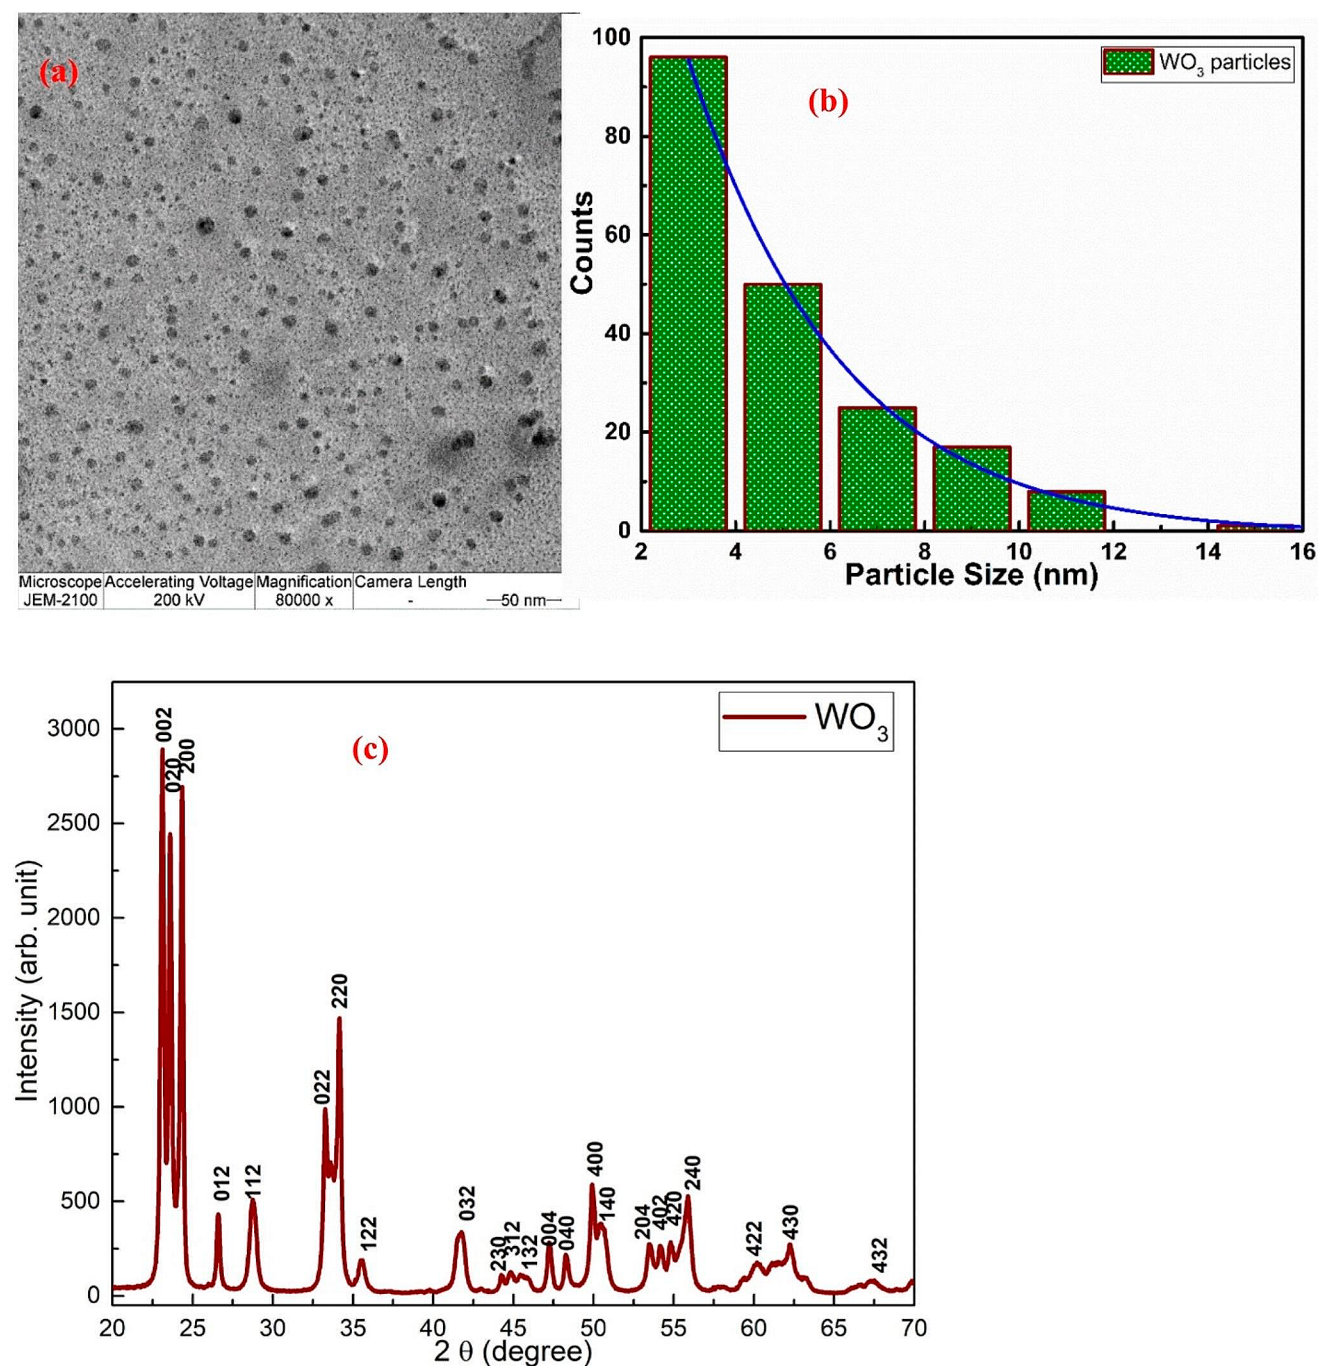 (a)
Microscope Accelerating Voltage Magnification Camera Length
JEM-2100 200 kV 80000 x - 50 nm
(b)
WO3 particles
Counts
100
80
60
40
20
0
2 4 6 8 10 12 14 16
Particle Size (nm)
(c)
WO3
Intensity (arb. unit)
3000
2500
2000
1500
1000
500
0
002
020
200
012
112
022
220
122
032
230
312
132
004
040
400
140
204
402
420
240
422
430
432
20 25 30 35 40 45 50 55 60 65 70
2 θ (degree)